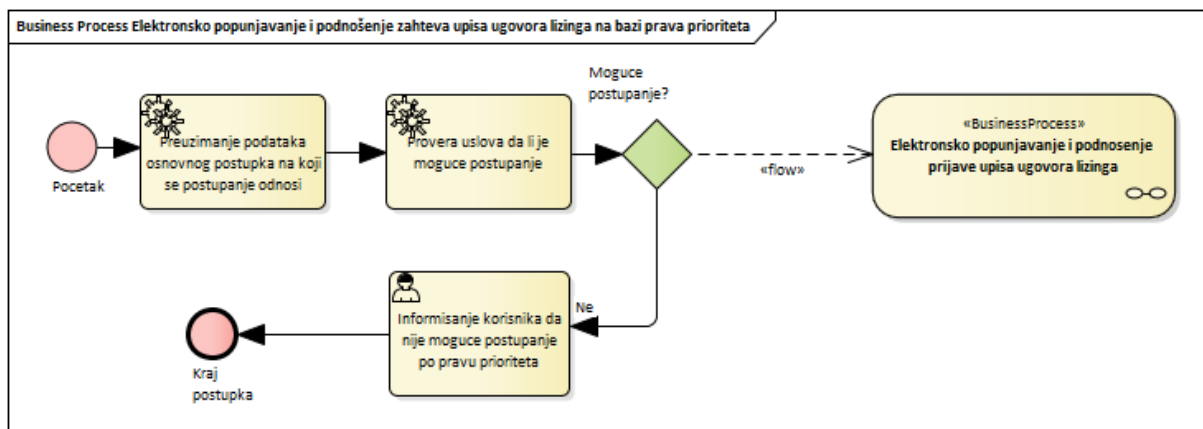 Business Process Elektronsko popunjavanje i podnošenje zahteva upisa ugovora lizinga na bazi prava prioriteta
Moguce
postupanje?
Preuzimanje podataka
osnovnog postupka na koji
se postupanje odnosi
Provera uslova da li je
moguce postupanje
«BusinessProcess»
Elektronsko popunjavanje i podnosenje
prijave upisa ugovora lizinga
«flow»
Pocetak
Ne
Informisanje korisnika da
nije moguce postupanje
po pravu prioriteta
Kraj
postupka